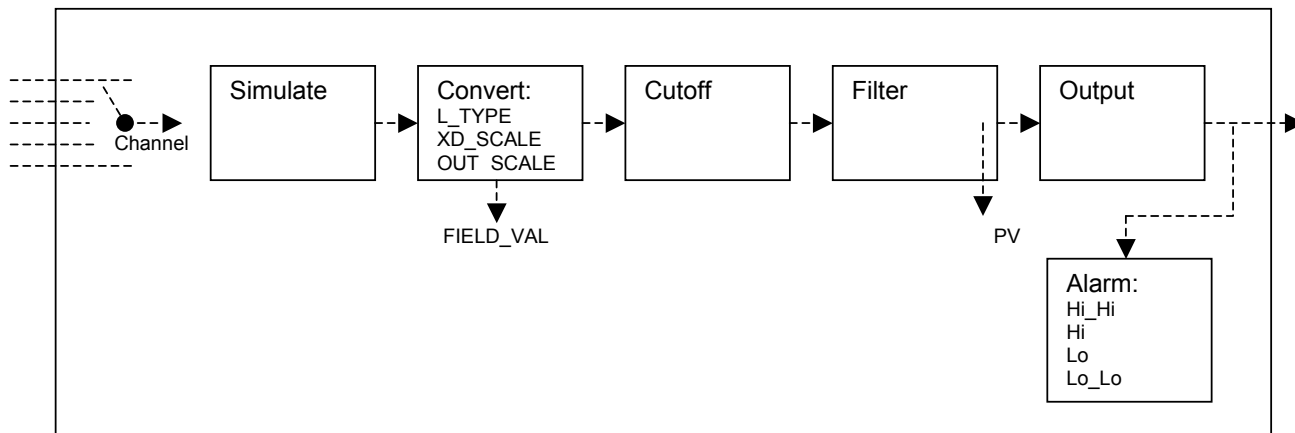 Channel
Simulate
Convert:
L_TYPE
XD_SCALE
OUT SCALE
Cutoff
Filter
Output
FIELD_VAL
PV
Alarm:
Hi_Hi
Hi
Lo
Lo_Lo